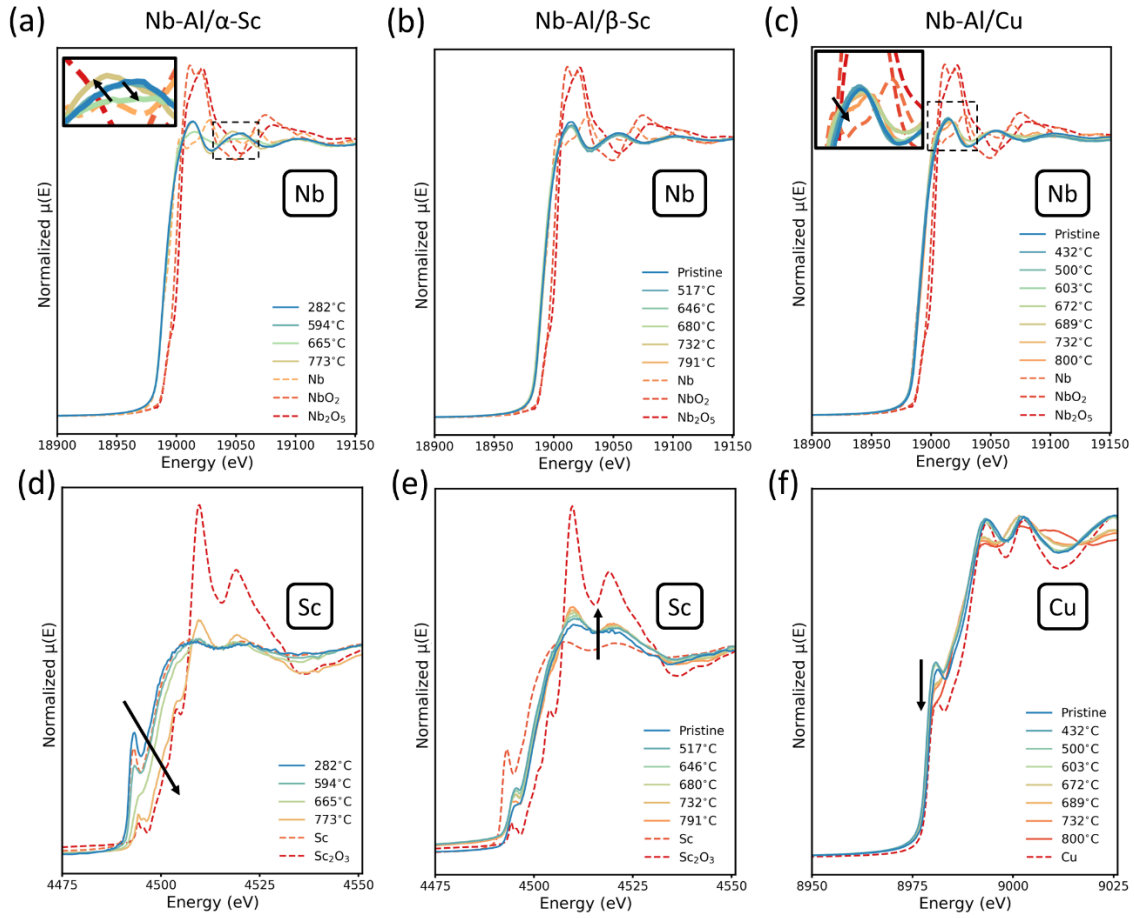 (a)
Nb-Al/α-Sc
Normalized μ(E)
Nb
282°C
594°C
665°C
773°C
Nb
NbO₂
Nb₂O₅
18900 18950 19000 19050 19100 19150
Energy (eV)
(b)
Nb-Al/β-Sc
Normalized μ(E)
Nb
Pristine
517°C
646°C
680°C
732°C
791°C
Nb
NbO₂
Nb₂O₅
18900 18950 19000 19050 19100 19150
Energy (eV)
(c)
Nb-Al/Cu
Normalized μ(E)
Nb
Pristine
432°C
500°C
603°C
672°C
689°C
732°C
800°C
Nb
NbO₂
Nb₂O₅
18900 18950 19000 19050 19100 19150
Energy (eV)
(d)
Normalized μ(E)
Sc
282°C
594°C
665°C
773°C
Sc
Sc₂O₃
4475 4500 4525 4550
Energy (eV)
(e)
Normalized μ(E)
Sc
Pristine
517°C
646°C
680°C
732°C
791°C
Sc
Sc₂O₃
4475 4500 4525 4550
Energy (eV)
(f)
Normalized μ(E)
Cu
Pristine
432°C
500°C
603°C
672°C
689°C
732°C
800°C
Cu
8950 8975 9000 9025
Energy (eV)